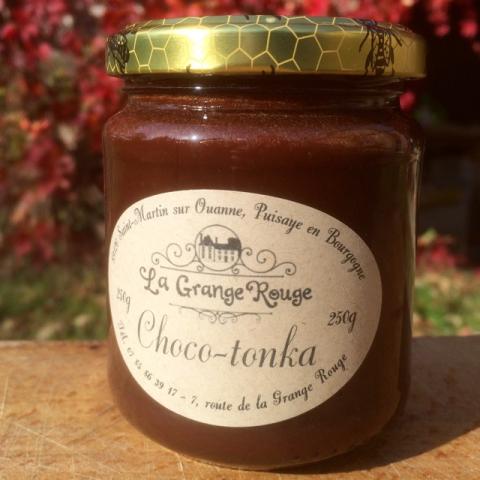 Saint-Martin sur Ouanne, Puisaye en Bourgogne
La Grange Rouge
250g
250g
Choco-tonka
Tél. 07 85 86 39 17 - 7, route de la Grange Rouge